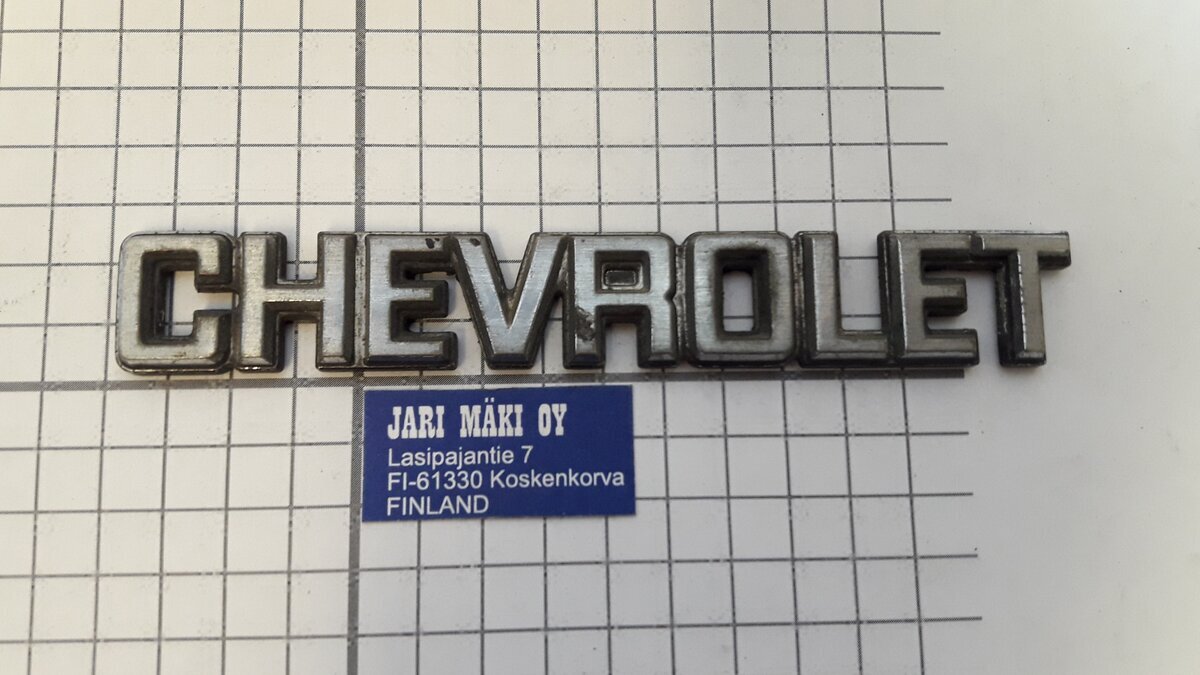 CHEVROLET
JARI MÄKI OY
Lasipajantie 7
FI-61330 Koskenkorva
FINLAND